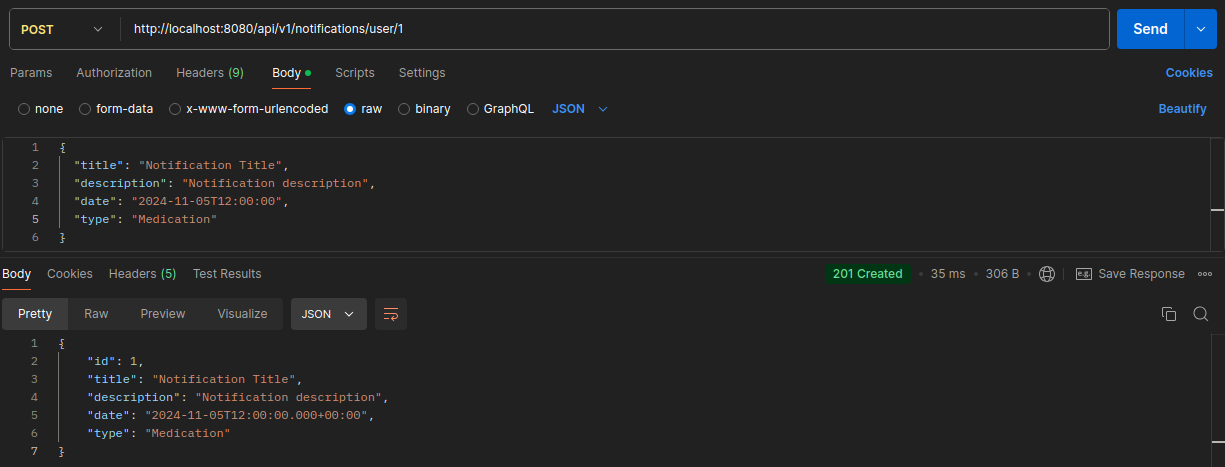 POST http://localhost:8080/api/v1/notifications/user/1 Send
Params Authorization Headers (9) Body Scripts Settings Cookies
none form-data x-www-form-urlencoded raw binary GraphQL JSON Beautify
1 {
2 "title": "Notification Title",
3 "description": "Notification description",
4 "date": "2024-11-05T12:00:00",
5 "type": "Medication"
6 }
Body Cookies Headers (5) Test Results 201 Created • 35 ms • 306 B • e.g. Save Response
Pretty Raw Preview Visualize JSON
1 {
2 "id": 1,
3 "title": "Notification Title",
4 "description": "Notification description",
5 "date": "2024-11-05T12:00:00.000+00:00",
6 "type": "Medication"
7 }